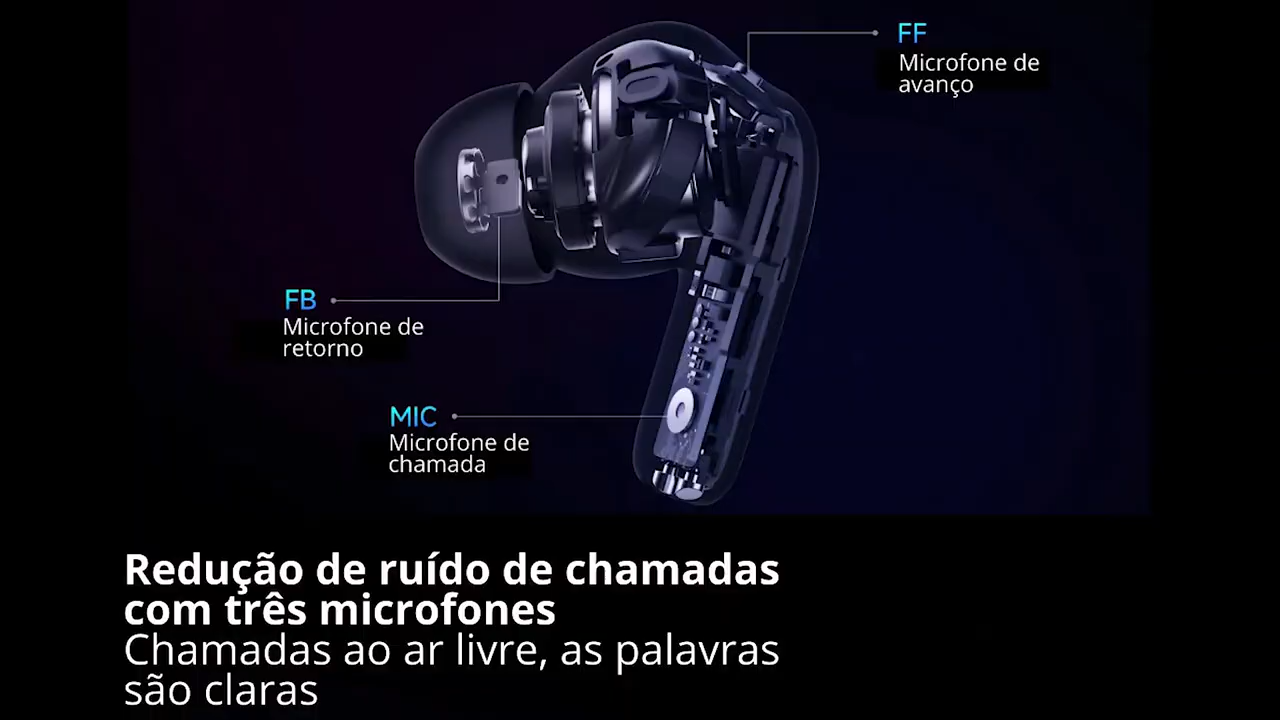 FF
Microfone de
avanço
FB
Microfone de
retorno
MIC
Microfone de
chamada
Redução de ruído de chamadas
com três microfones
Chamadas ao ar livre, as palavras
são claras